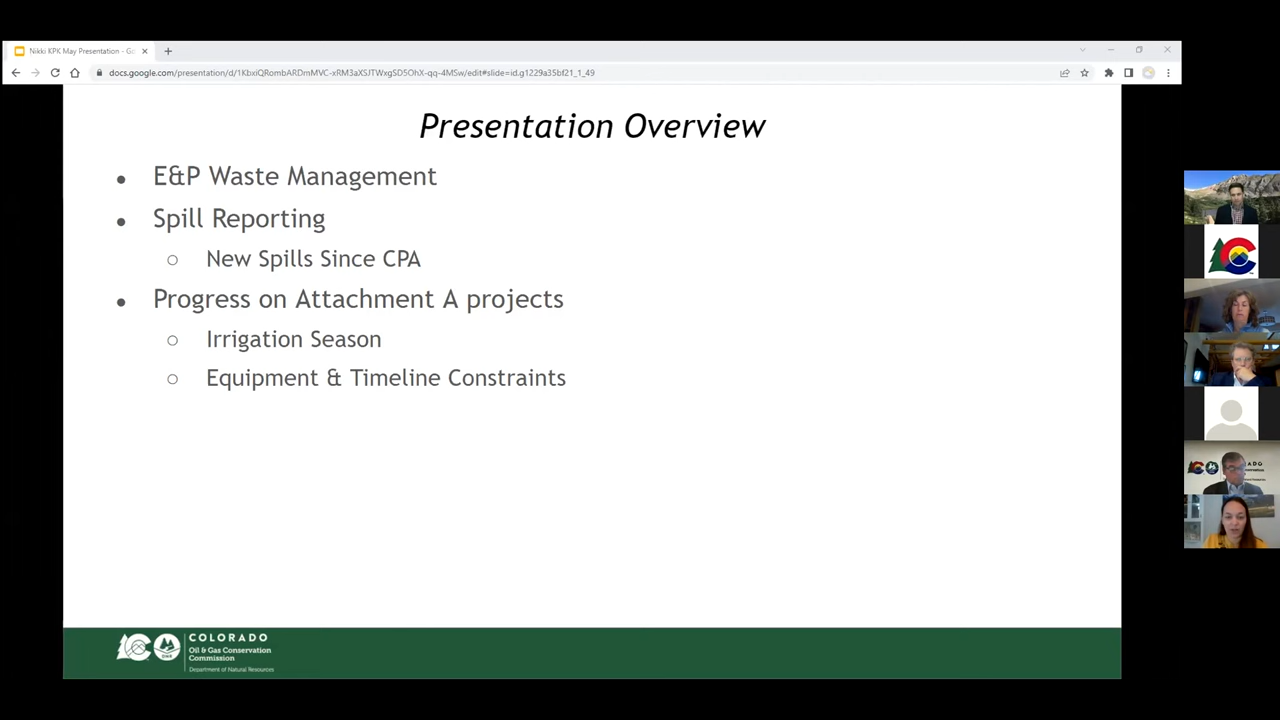 Nikki KPK May Presentation - Go
docs.google.com/presentation/d/1KbxiQRombARDmMVC-xRM3aXSJTWxgSD5OhX-qq-4MSw/edit#slide=id.g1229a35bf21_1_49
Presentation Overview
● E&P Waste Management
● Spill Reporting
○ New Spills Since CPA
● Progress on Attachment A projects
○ Irrigation Season
○ Equipment & Timeline Constraints
COLORADO
Oil & Gas Conservation
Commission
Department of Natural Resources